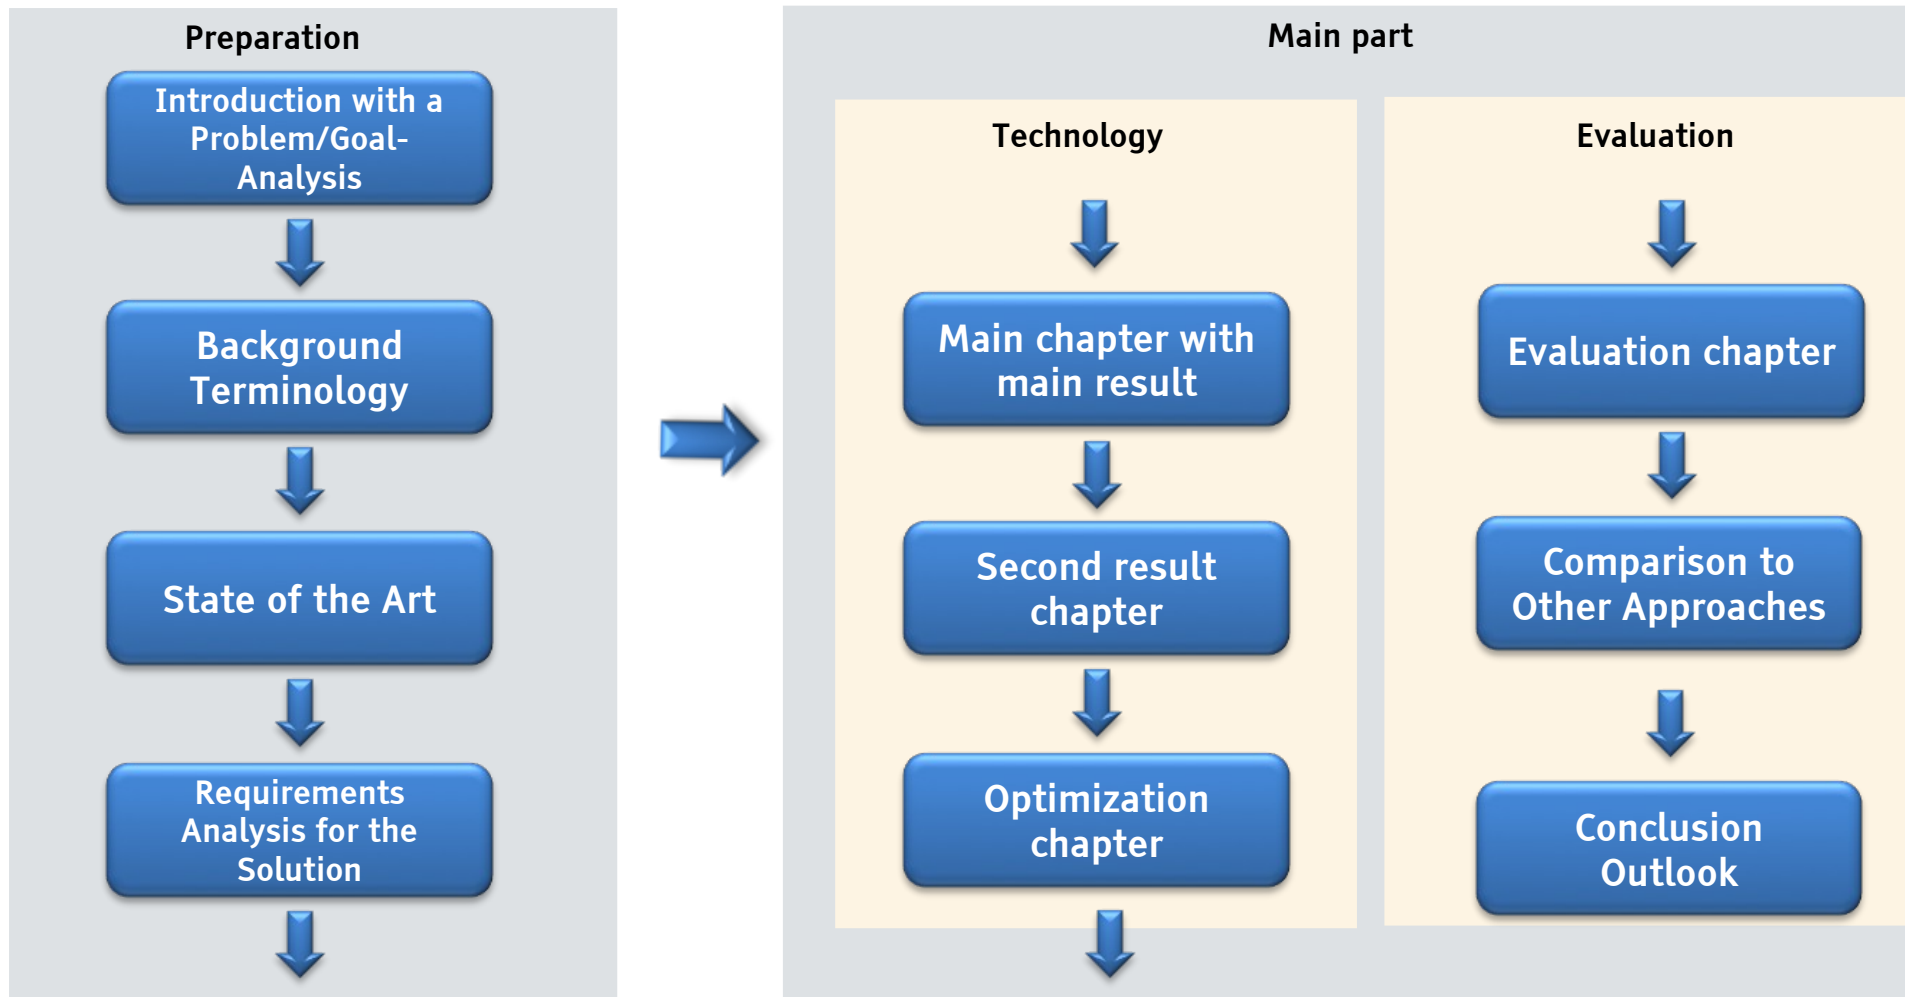 Preparation
Introduction with a
Problem/Goal-
Analysis
Background
Terminology
State of the Art
Requirements
Analysis for the
Solution
Main part
Technology
Main chapter with
main result
Second result
chapter
Optimization
chapter
Evaluation
Evaluation chapter
Comparison to
Other Approaches
Conclusion
Outlook